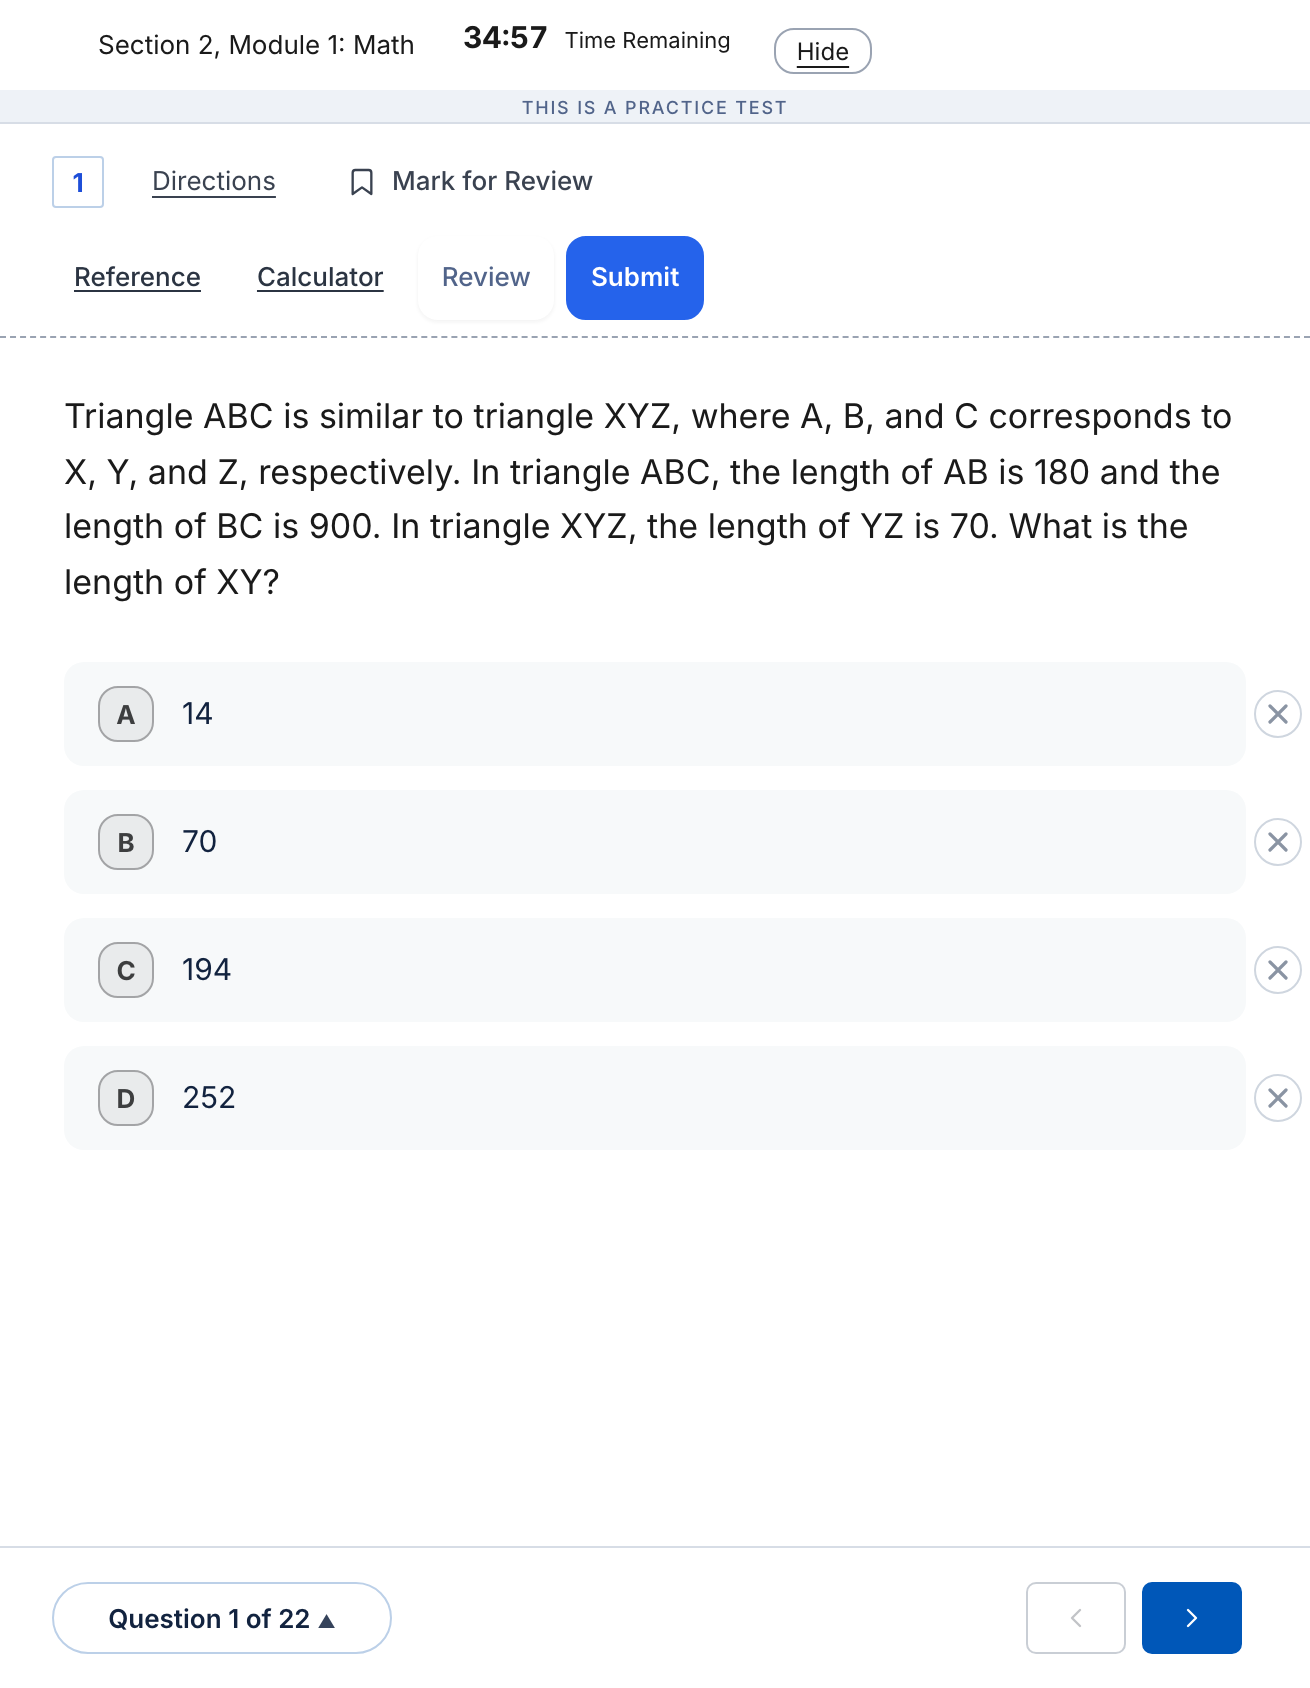 Section 2, Module 1: Math 34:57 Time Remaining Hide
THIS IS A PRACTICE TEST
1 Directions Mark for Review
Reference Calculator Review Submit
Triangle ABC is similar to triangle XYZ, where A, B, and C corresponds to
X, Y, and Z, respectively. In triangle ABC, the length of AB is 180 and the
length of BC is 900. In triangle XYZ, the length of YZ is 70. What is the
length of XY?
A 14
B 70
C 194
D 252
Question 1 of 22 ▲